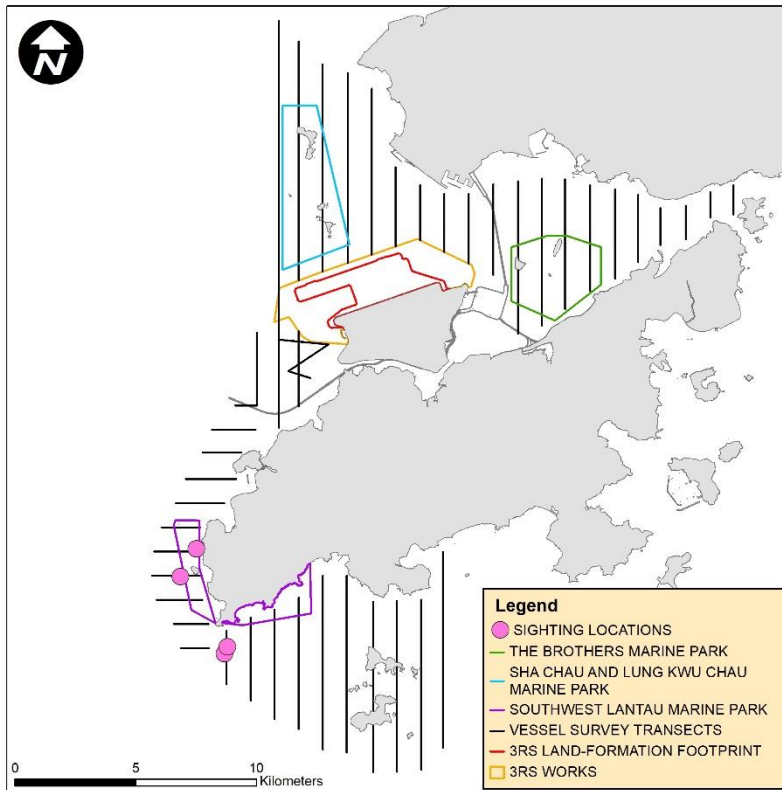 N
Legend
SIGHTING LOCATIONS
THE BROTHERS MARINE PARK
SHA CHAU AND LUNG KWU CHAU
MARINE PARK
SOUTHWEST LANTAU MARINE PARK
VESSEL SURVEY TRANSECTS
3RS LAND-FORMATION FOOTPRINT
3RS WORKS
0 5 10
Kilometers